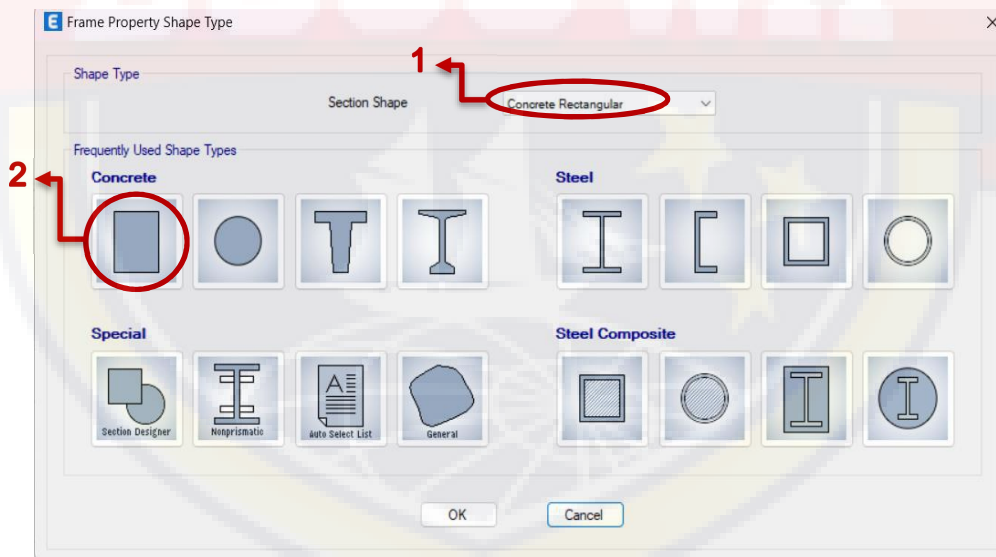 E Frame Property Shape Type
1
Shape Type
Section Shape
Concrete Rectangular
Frequently Used Shape Types
2
Concrete
Steel
Special
Steel Composite
Section Designer
Nonprismatic
Auto Select List
General
OK
Cancel